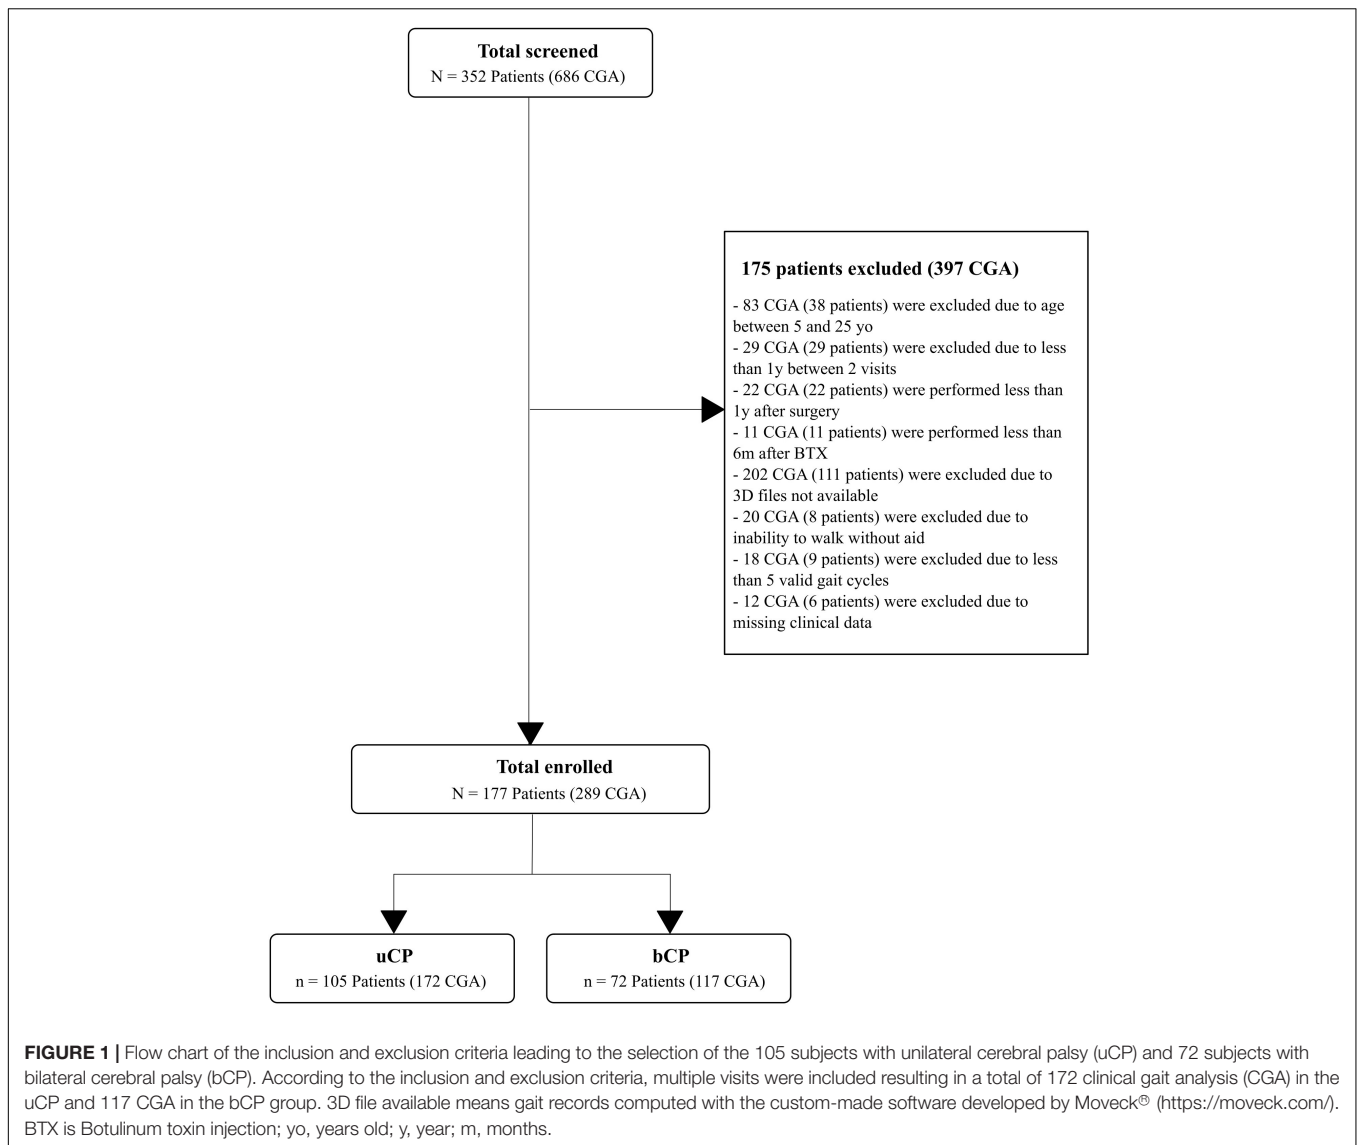 Total screened
N = 352 Patients (686 CGA)
175 patients excluded (397 CGA)
- 83 CGA (38 patients) were excluded due to age
between 5 and 25 yo
- 29 CGA (29 patients) were excluded due to less
than 1y between 2 visits
- 22 CGA (22 patients) were performed less than
1y after surgery
- 11 CGA (11 patients) were performed less than
6m after BTX
- 202 CGA (111 patients) were excluded due to
3D files not available
- 20 CGA (8 patients) were excluded due to
inability to walk without aid
- 18 CGA (9 patients) were excluded due to less
than 5 valid gait cycles
- 12 CGA (6 patients) were excluded due to
missing clinical data
Total enrolled
N = 177 Patients (289 CGA)
uCP
n = 105 Patients (172 CGA)
bCP
n = 72 Patients (117 CGA)
FIGURE 1 | Flow chart of the inclusion and exclusion criteria leading to the selection of the 105 subjects with unilateral cerebral palsy (uCP) and 72 subjects with
bilateral cerebral palsy (bCP). According to the inclusion and exclusion criteria, multiple visits were included resulting in a total of 172 clinical gait analysis (CGA) in the
uCP and 117 CGA in the bCP group. 3D file available means gait records computed with the custom-made software developed by Moveck® (https://moveck.com/).
BTX is Botulinum toxin injection; yo, years old; y, year; m, months.